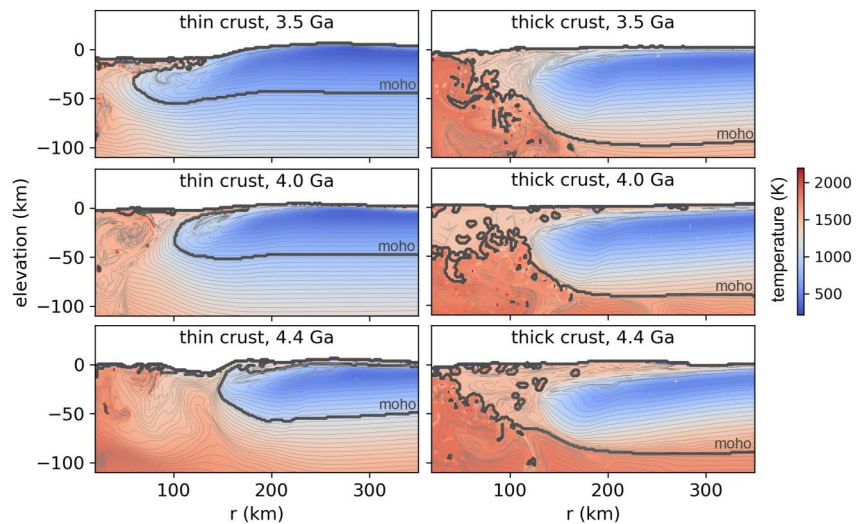 thin crust, 3.5 Ga
thick crust, 3.5 Ga
0
−50
−100
moho
moho
thin crust, 4.0 Ga
thick crust, 4.0 Ga
0
−50
−100
moho
moho
thin crust, 4.4 Ga
thick crust, 4.4 Ga
0
−50
−100
moho
moho
100
200
300
100
200
300
r (km)
r (km)
elevation (km)
2000
1500
1000
500
temperature (K)